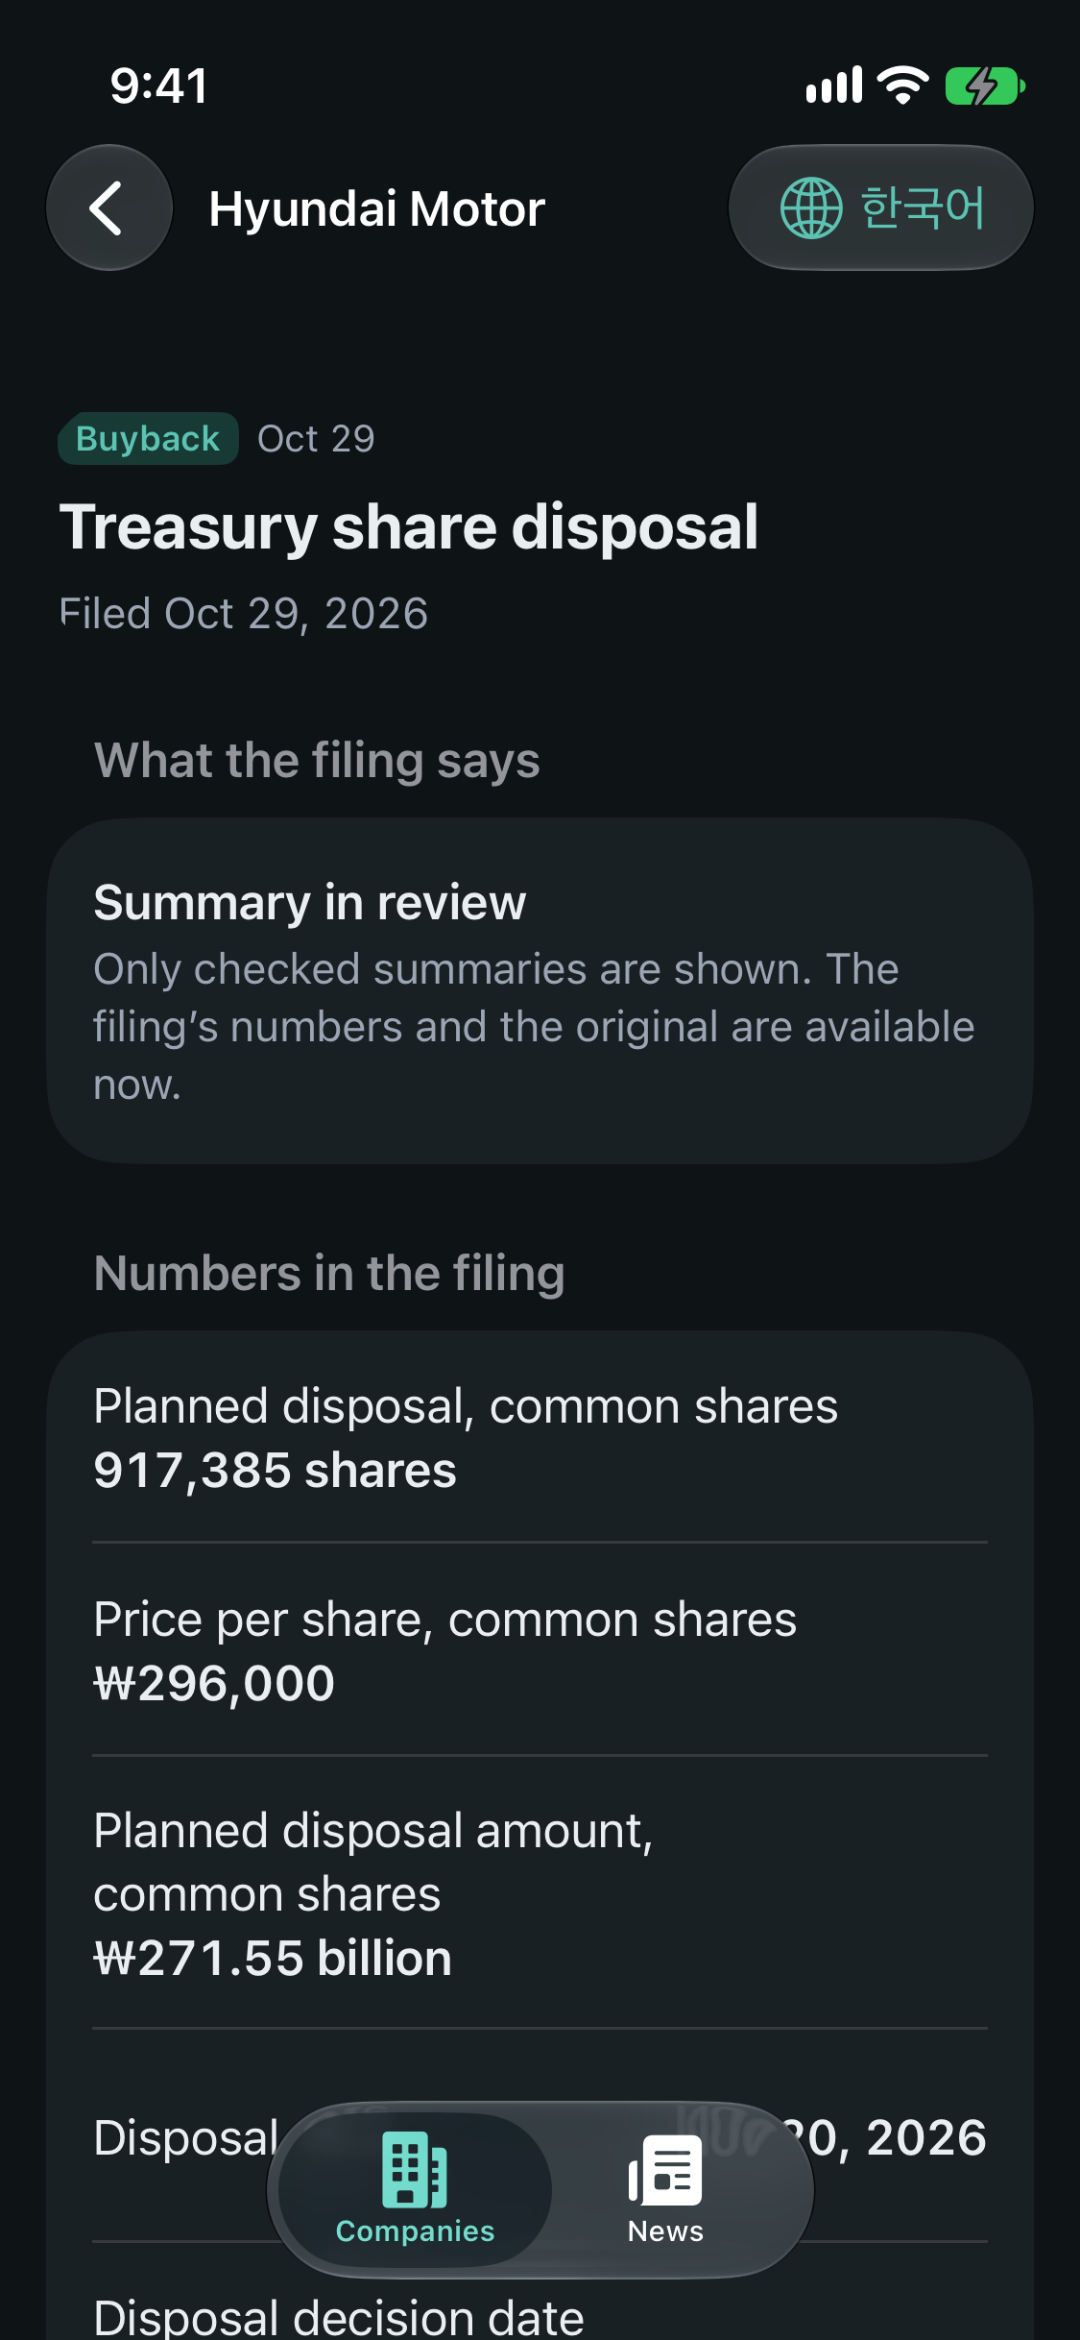 9:41
Hyundai Motor
한국어
Buyback Oct 29
Treasury share disposal
Filed Oct 29, 2026
What the filing says
Summary in review
Only checked summaries are shown. The
filing’s numbers and the original are available
now.
Numbers in the filing
Planned disposal, common shares
917,385 shares
Price per share, common shares
₩296,000
Planned disposal amount,
common shares
₩271.55 billion
Disposal 2026
Companies
News
Disposal decision date